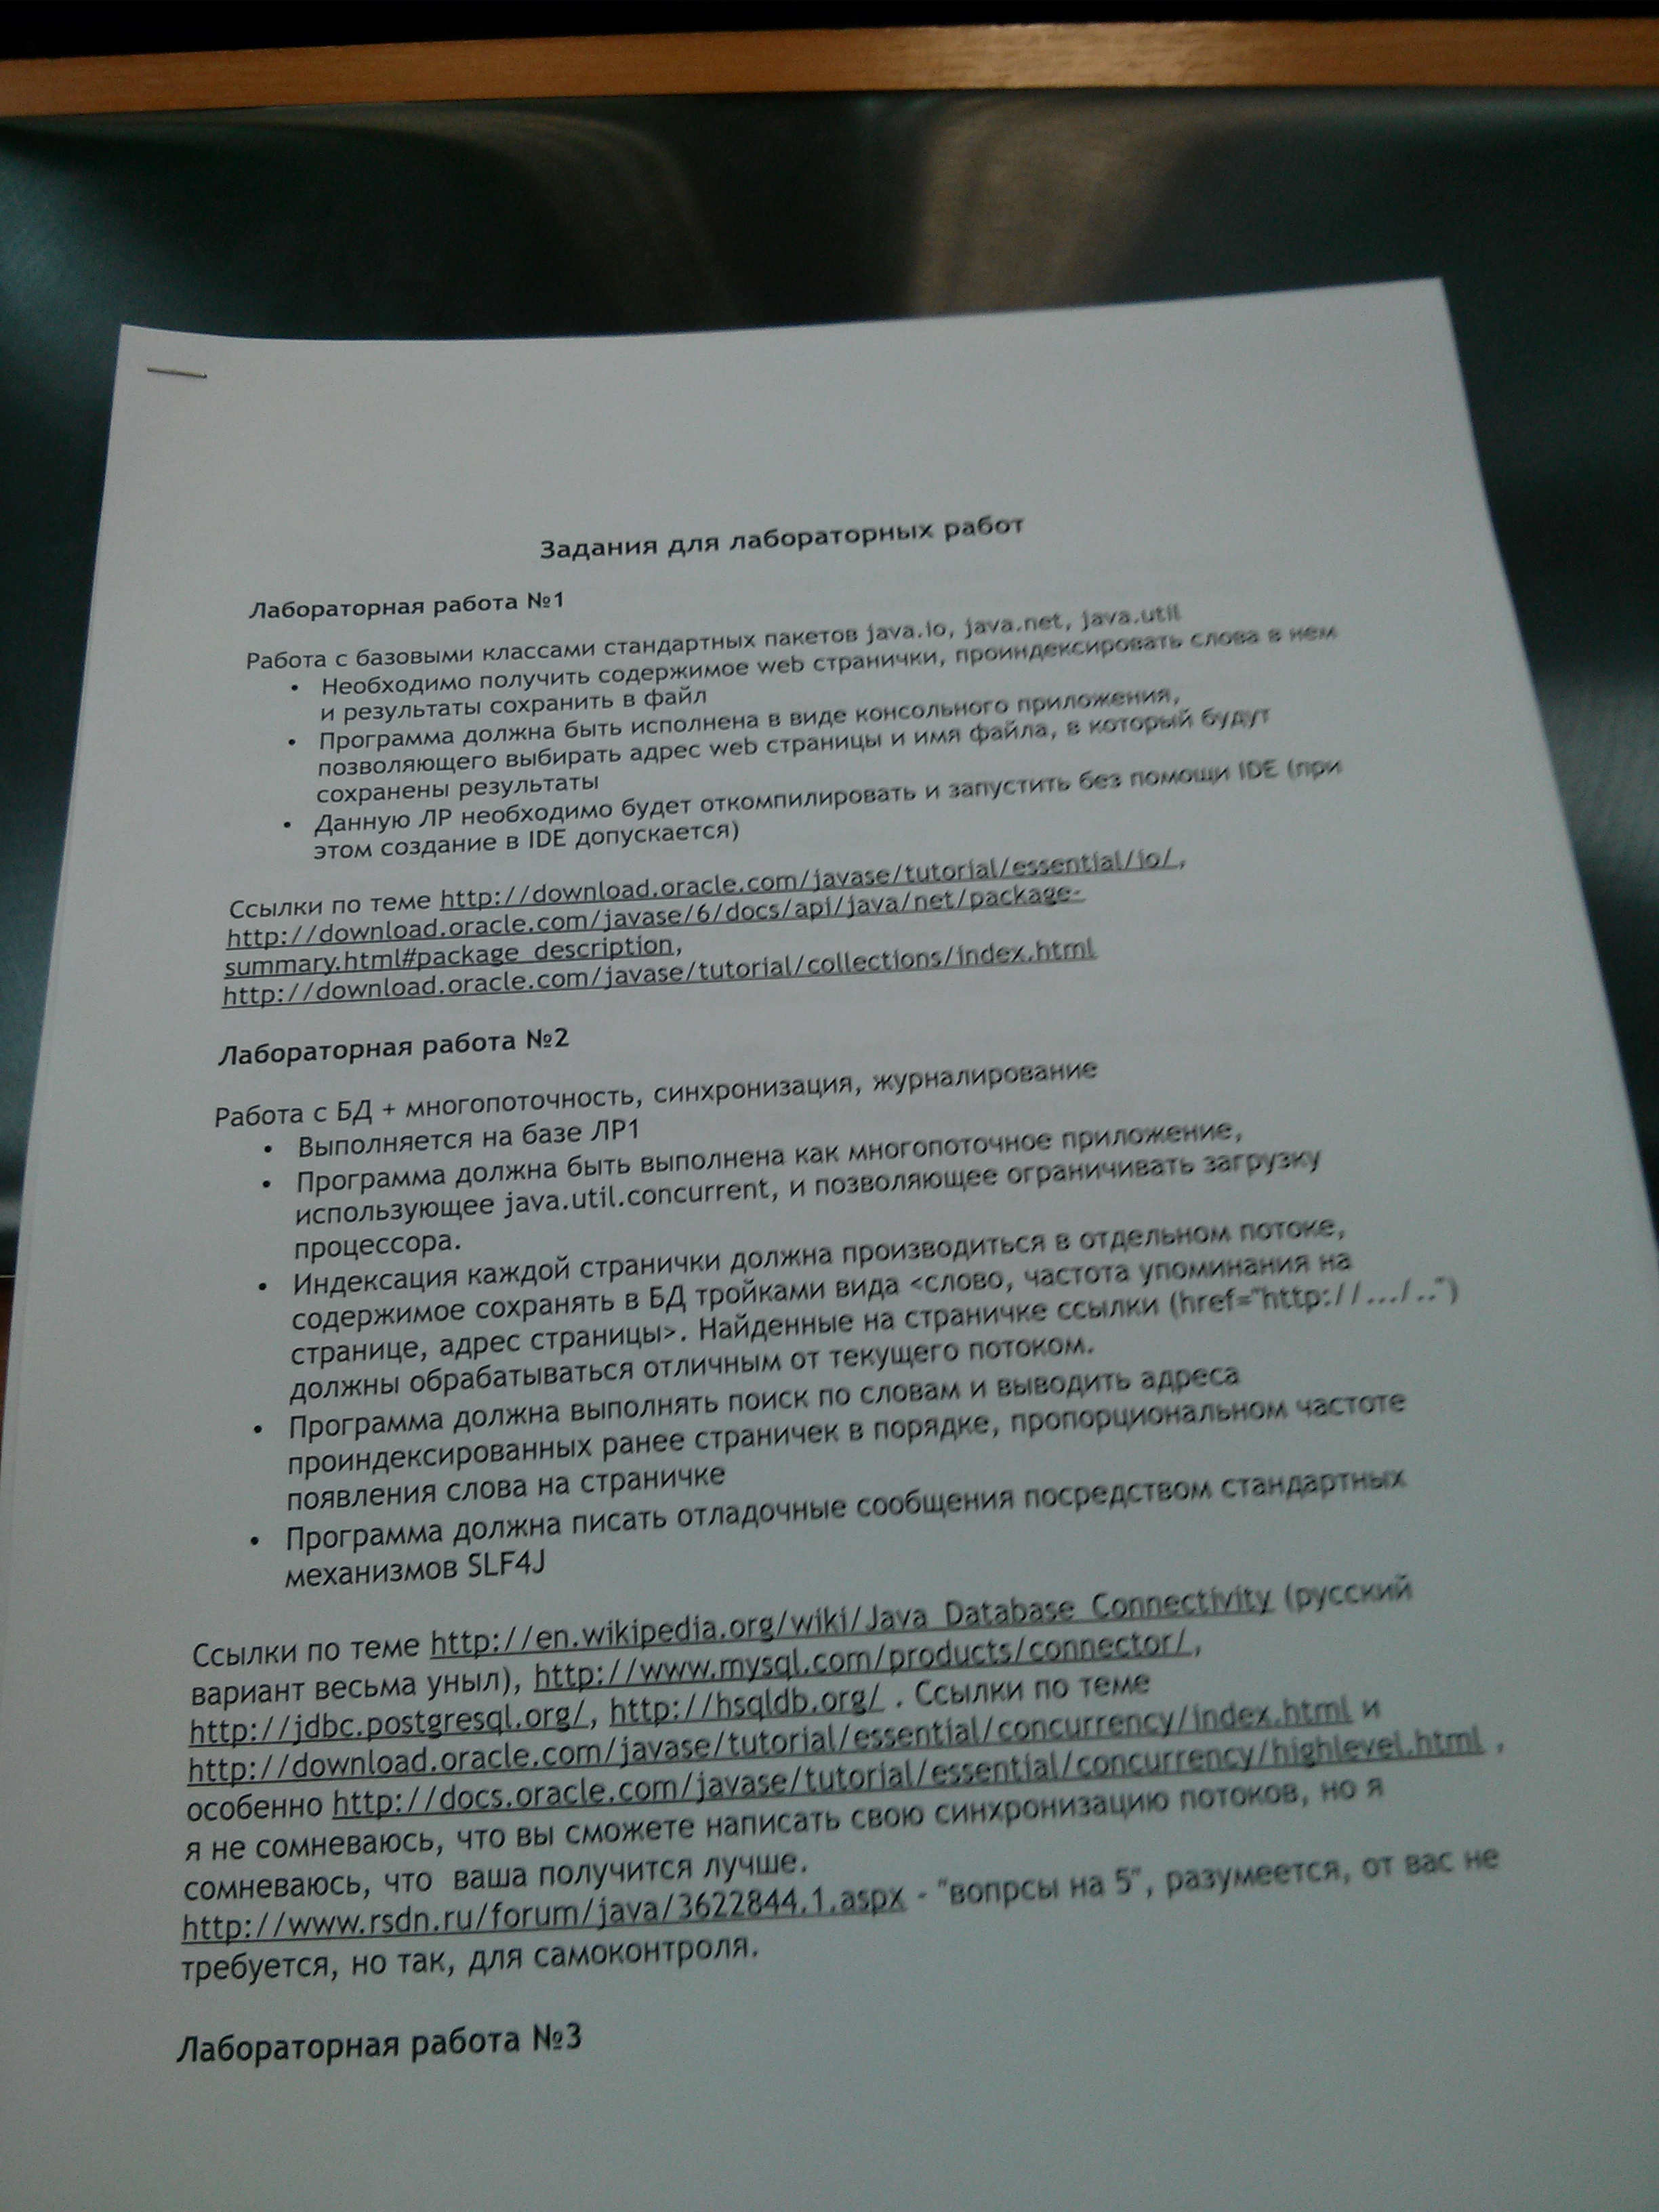 Задания для лабораторных работ
Лабораторная работа №1
Работа с базовыми классами стандартных пакетов java.io, java.net, java.util
• Необходимо получить содержимое web странички, проиндексировать слова в нем
и результаты сохранить в файл
• Программа должна быть исполнена в виде консольного приложения,
позволяющего выбирать адрес web страницы и имя файла, в который будут
сохранены результаты
• Данную ЛР необходимо будет откомпилировать и запустить без помощи IDE (при
этом создание в IDE допускается)
Ссылки по теме http://download.oracle.com/javase/tutorial/essential/io/,
http://download.oracle.com/javase/6/docs/api/java/net/package-
summary.html#package_description,
http://download.oracle.com/javase/tutorial/collections/index.html
Лабораторная работа №2
Работа с БД + многопоточность, синхронизация, журналирование
• Выполняется на базе ЛР1
• Программа должна быть выполнена как многопоточное приложение,
использующее java.util.concurrent, и позволяющее ограничивать загрузку
процессора.
• Индексация каждой странички должна производиться в отдельном потоке,
содержимое сохранять в БД тройками вида <слово, частота упоминания на
странице, адрес страницы>. Найденные на страничке ссылки (href="http://.../..")
должны обрабатываться отличным от текущего потоком.
• Программа должна выполнять поиск по словам и выводить адреса
проиндексированных ранее страничек в порядке, пропорциональном частоте
появления слова на страничке
• Программа должна писать отладочные сообщения посредством стандартных
механизмов SLF4J
Ссылки по теме http://en.wikipedia.org/wiki/Java_Database_Connectivity (русский
вариант весьма уныл), http://www.mysql.com/products/connector/,
http://jdbc.postgresql.org/, http://hsqldb.org/ . Ссылки по теме
http://download.oracle.com/javase/tutorial/essential/concurrency/index.html и
особенно http://docs.oracle.com/javase/tutorial/essential/concurrency/highlevel.html ,
я не сомневаюсь, что вы сможете написать свою синхронизацию потоков, но я
сомневаюсь, что ваша получится лучше.
http://www.rsdn.ru/forum/java/3622844.1.aspx - "вопрсы на 5", разумеется, от вас не
требуется, но так, для самоконтроля.
Лабораторная работа №3